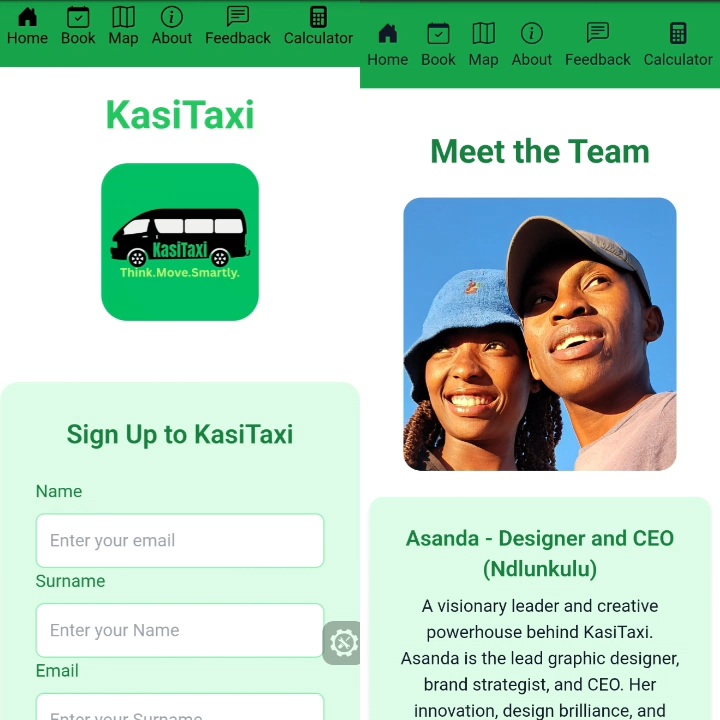 Home Book Map About Feedback Calculator
KasiTaxi
KasiTaxi
Think.Move.Smartly.
Sign Up to KasiTaxi
Name
Enter your email
Surname
Enter your Name
Email
Enter your Surname
Home Book Map About Feedback Calculator
Meet the Team
Asanda - Designer and CEO
(Ndlunkulu)
A visionary leader and creative
powerhouse behind KasiTaxi.
Asanda is the lead graphic designer,
brand strategist, and CEO. Her
innovation, design brilliance, and